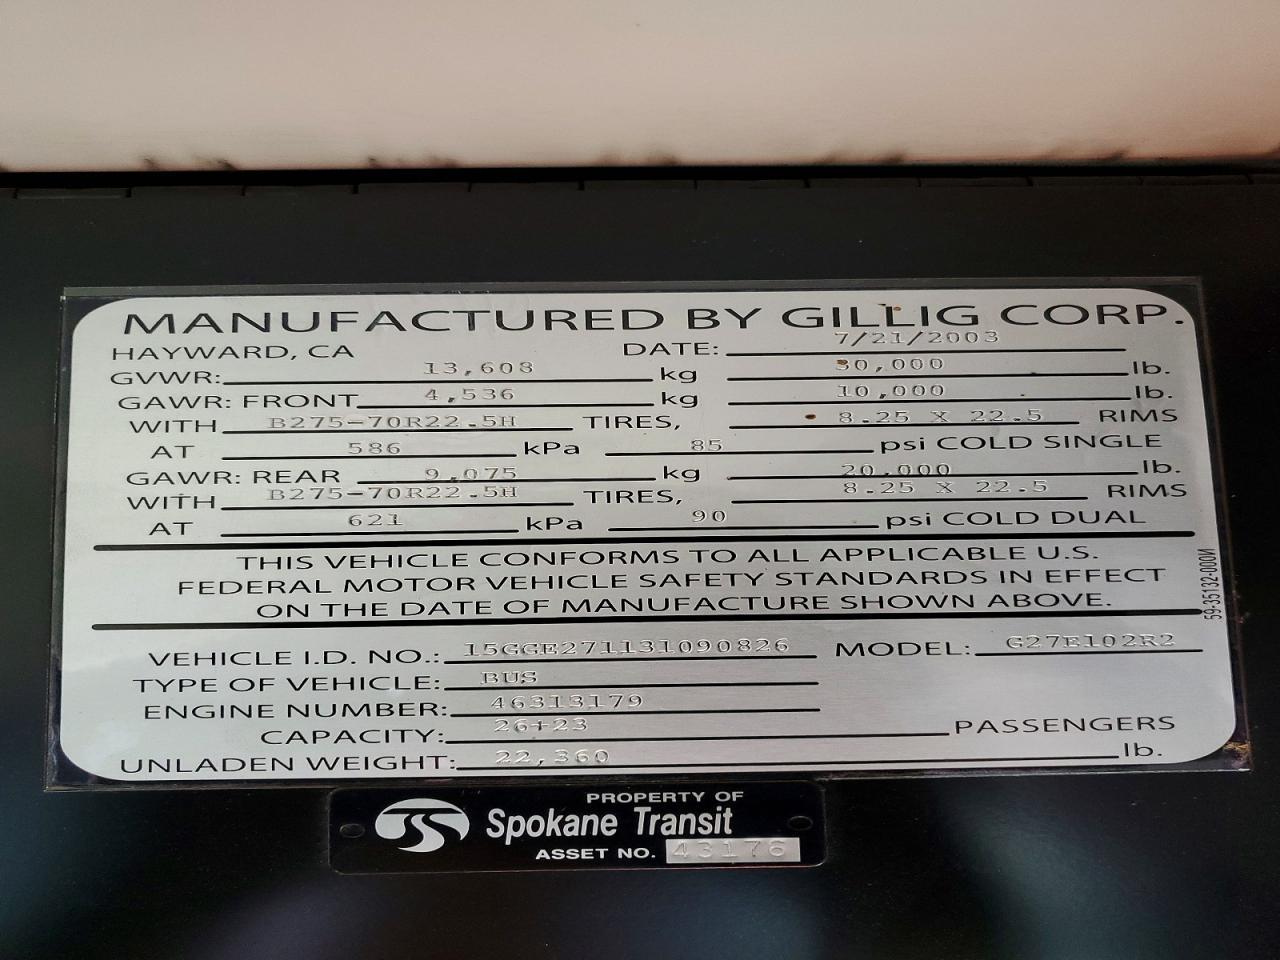 MANUFACTURED BY GILLIG CORP.
HAYWARD, CA DATE: 7/21/2003
GVWR: 13,608 kg 30,000 lb.
GAWR: FRONT 4,536 kg 10,000 lb.
WITH B275-70R22.5H TIRES, 8.25 X 22.5 RIMS
AT 586 kPa 85 psi COLD SINGLE
GAWR: REAR 9,075 kg 20,000 lb.
WITH B275-70R22.5H TIRES, 8.25 X 22.5 RIMS
AT 621 kPa 90 psi COLD DUAL
THIS VEHICLE CONFORMS TO ALL APPLICABLE U.S.
FEDERAL MOTOR VEHICLE SAFETY STANDARDS IN EFFECT
ON THE DATE OF MANUFACTURE SHOWN ABOVE.
59-36132-000N
VEHICLE I.D. NO.: 15GGE271131090826 MODEL: G27E102R2
TYPE OF VEHICLE: BUS
ENGINE NUMBER: 46313179
CAPACITY: 26+23 PASSENGERS
UNLADEN WEIGHT: 22,360 lb.
PROPERTY OF
Spokane Transit
ASSET NO. 43176